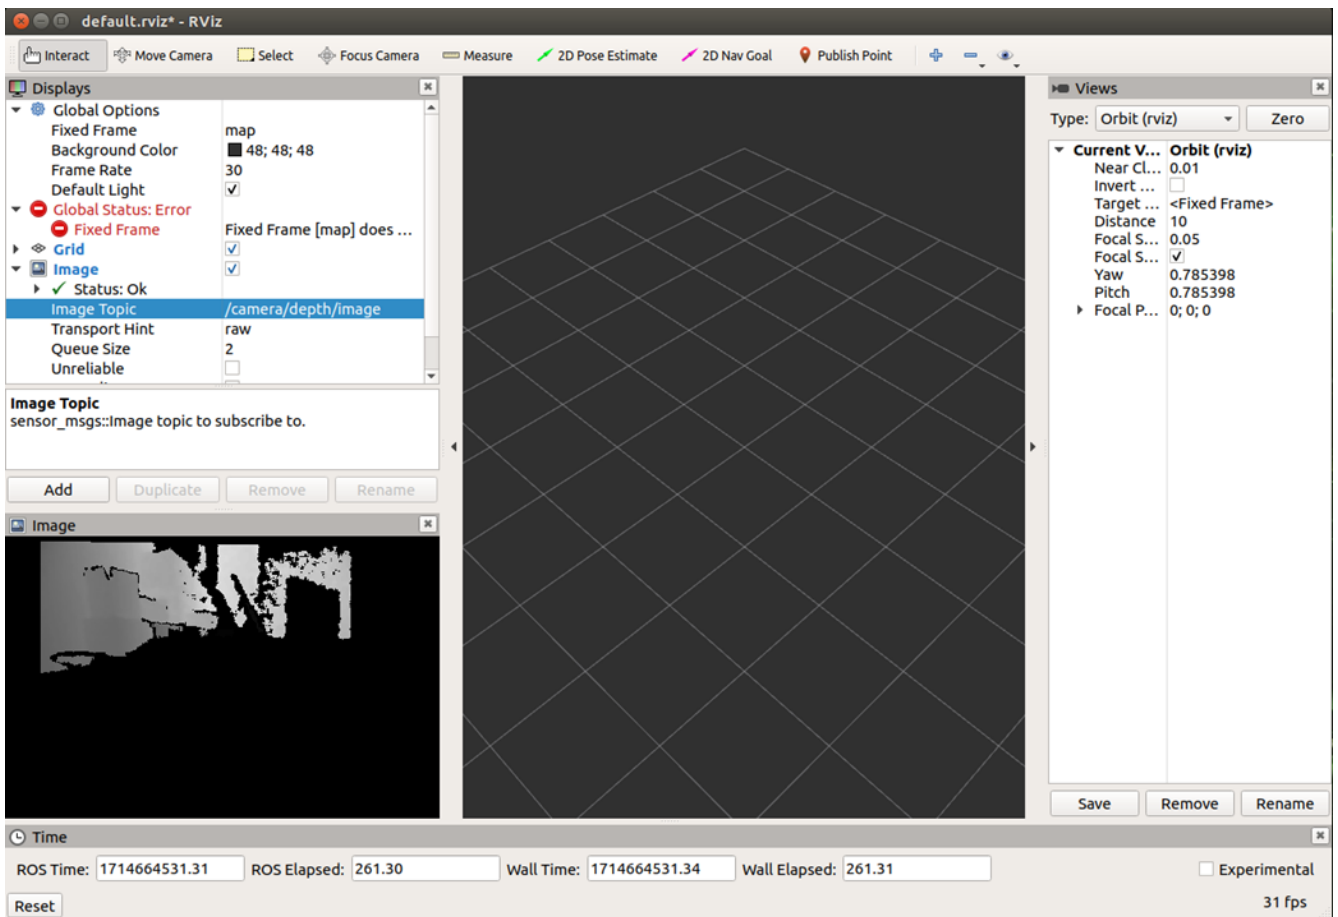 default.rviz* - RViz
Interact Move Camera Select Focus Camera Measure 2D Pose Estimate 2D Nav Goal Publish Point
Displays
Global Options
Fixed Frame map
Background Color 48; 48; 48
Frame Rate 30
Default Light
Global Status: Error
Fixed Frame Fixed Frame [map] does ...
Grid
Image
Status: Ok
Image Topic /camera/depth/image
Transport Hint raw
Queue Size 2
Unreliable
Image Topic
sensor_msgs::Image topic to subscribe to.
Add Duplicate Remove Rename
Image
Views
Type: Orbit (rviz) Zero
Current V... Orbit (rviz)
Near Cl... 0.01
Invert ...
Target ... <Fixed Frame>
Distance 10
Focal S... 0.05
Focal S...
Yaw 0.785398
Pitch 0.785398
Focal P... 0; 0; 0
Save Remove Rename
Time
ROS Time: 1714664531.31 ROS Elapsed: 261.30 Wall Time: 1714664531.34 Wall Elapsed: 261.31 Experimental
Reset 31 fps